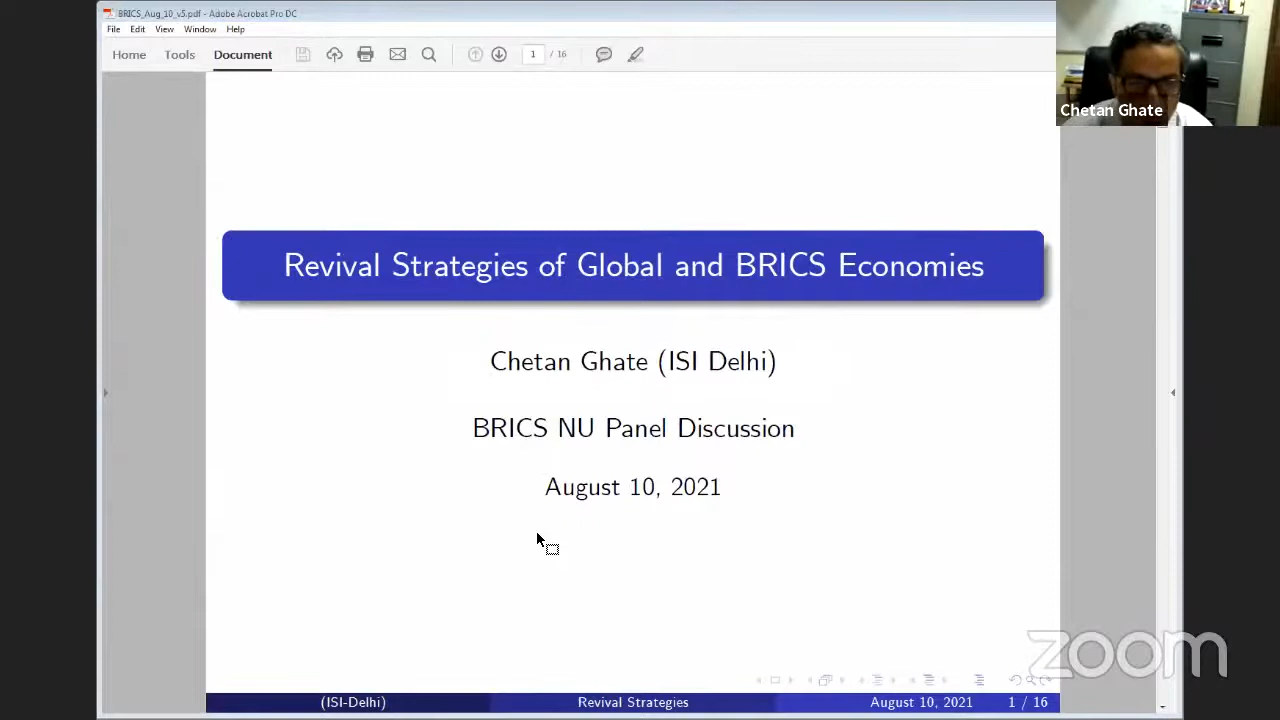 BRICS_Aug_10_v5.pdf - Adobe Acrobat Pro DC
File Edit View Window Help
Home Tools Document 1 / 16
Chetan Ghate
Revival Strategies of Global and BRICS Economies
Chetan Ghate (ISI Delhi)
BRICS NU Panel Discussion
August 10, 2021
zoom
(ISI-Delhi) Revival Strategies August 10, 2021 1 / 16